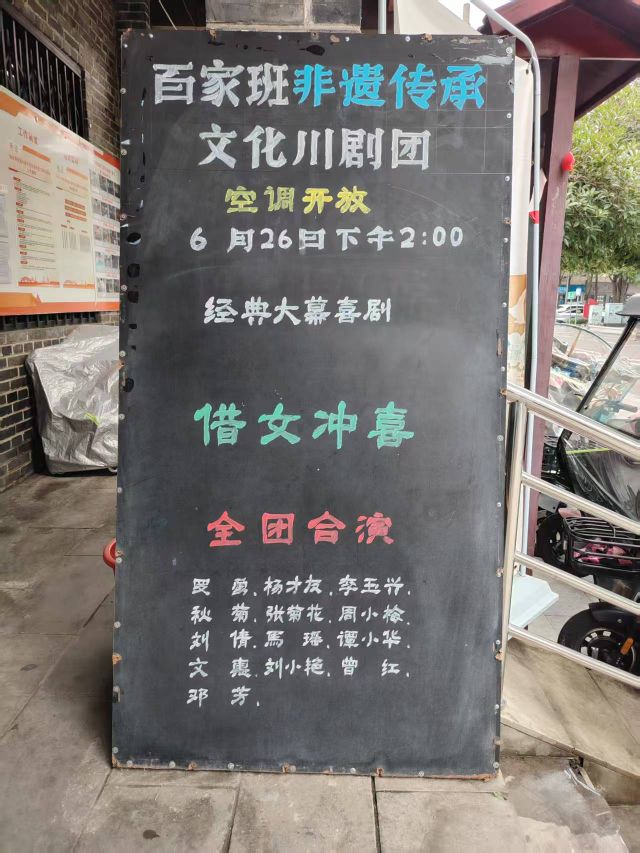 百家班非遗传承
文化川剧团
空调开放
6 月26日下午2:00
经典大幕喜剧
借女冲喜
全团合演
罗 勇.杨才友.李玉兴.
秋 菊.张菊花.周小榆.
刘 倩.馬 瑶.谭小华.
文 惠.刘小艳.曾 红.
邓 芳.